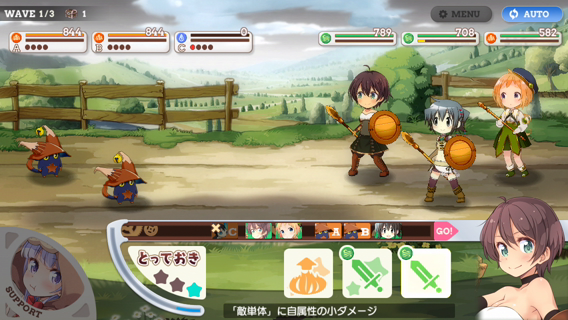 WAVE 1/3 1
MENU
AUTO
844
A
844
B
0
C
789
708
582
C
A
B
GO!
とっておき
SUPPORT
「敵単体」に自属性の小ダメージ